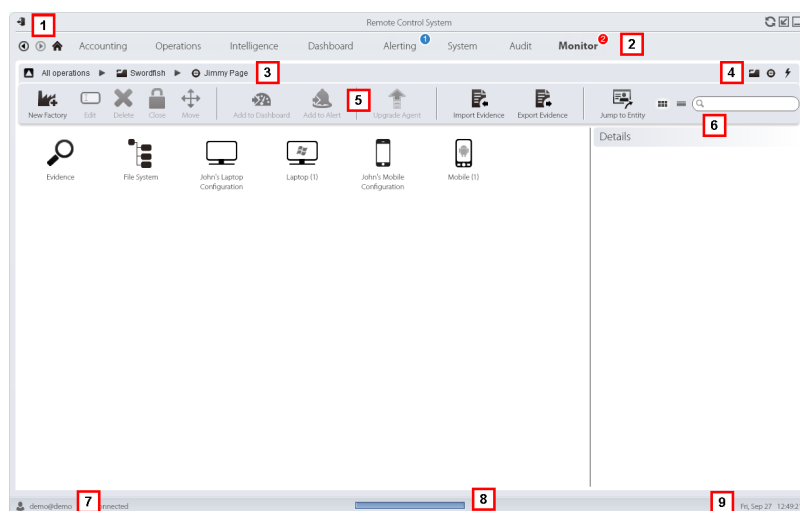 1
Remote Control System
Accounting Operations Intelligence Dashboard Alerting 1 System Audit Monitor 2 2
All operations Swordfish Jimmy Page 3 4
New Factory Edit Delete Close Move Add to Dashboard Add to Alert 5 Upgrade Agent Import Evidence Export Evidence Jump to Entity 6
Details
Evidence File System John's Laptop Configuration Laptop (1) John's Mobile Configuration Mobile (1)
demo@demo 7 8 9 Fri, Sep 27